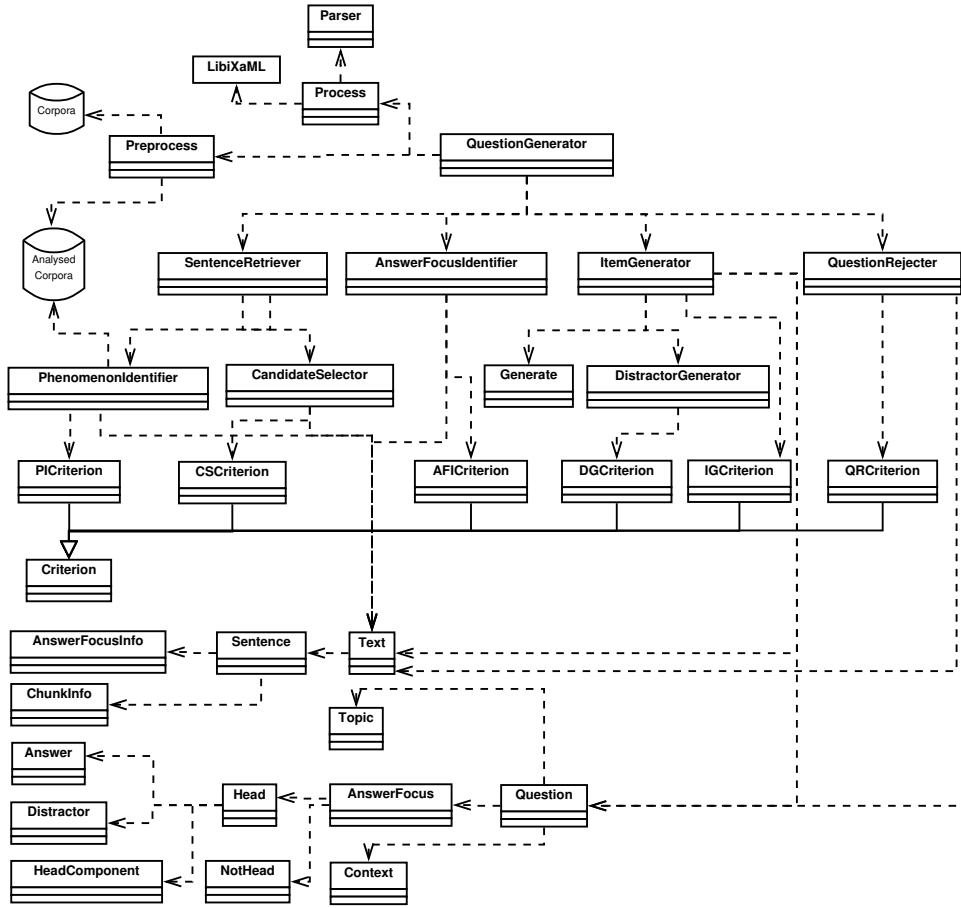 Parser
LibiXaML
Process
Corpora
Preprocess
QuestionGenerator
Analysed
Corpora
SentenceRetriever
AnswerFocusIdentifier
ItemGenerator
QuestionRejecter
PhenomenonIdentifier
CandidateSelector
Generate
DistractorGenerator
PICriterion
CSCriterion
AFICriterion
DGCriterion
IGCriterion
QRCriterion
Criterion
AnswerFocusInfo
Sentence
Text
ChunkInfo
Topic
Answer
Head
AnswerFocus
Question
Distractor
HeadComponent
NotHead
Context